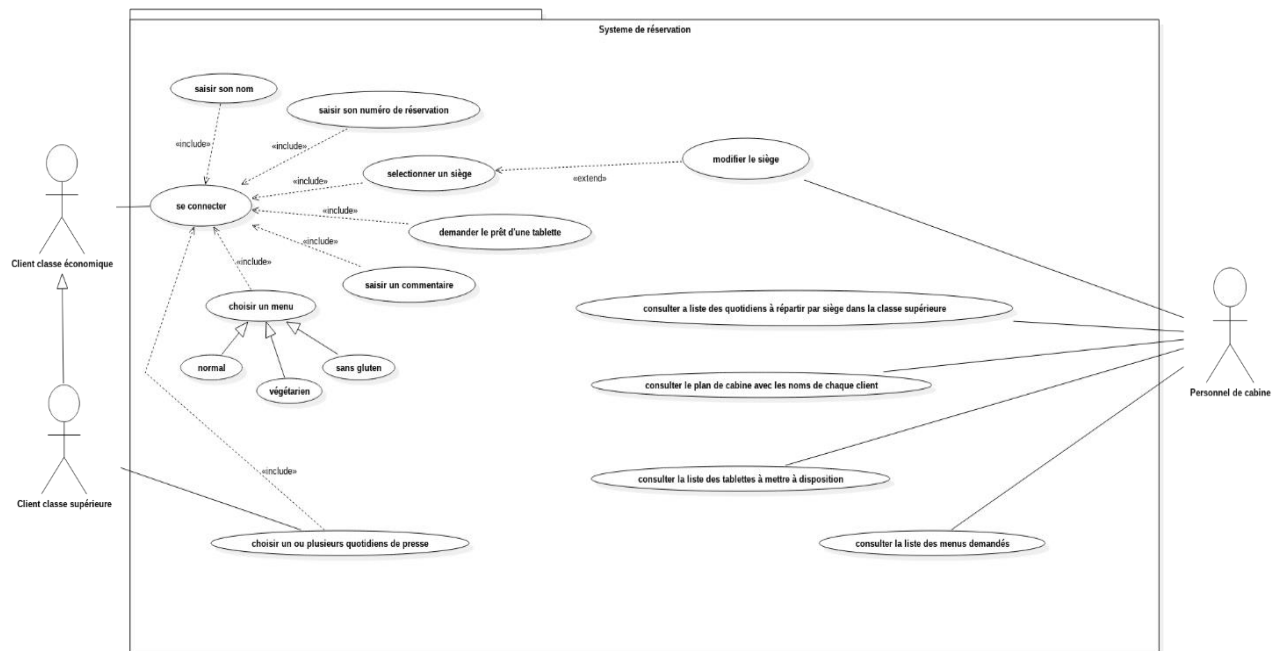 Systeme de réservation
saisir son nom
saisir son numéro de réservation
«include»
«include»
modifier le siège
selectionner un siège
«include»
«extend»
se connecter
«include»
demander le prêt d'une tablette
«include»
Client classe économique
«include»
saisir un commentaire
choisir un menu
consulter a liste des quotidiens à répartir par siège dans la classe supérieure
normal
sans gluten
végétarien
consulter le plan de cabine avec les noms de chaque client
Personnel de cabine
«include»
consulter la liste des tablettes à mettre à disposition
Client classe supérieure
choisir un ou plusieurs quotidiens de presse
consulter la liste des menus demandés